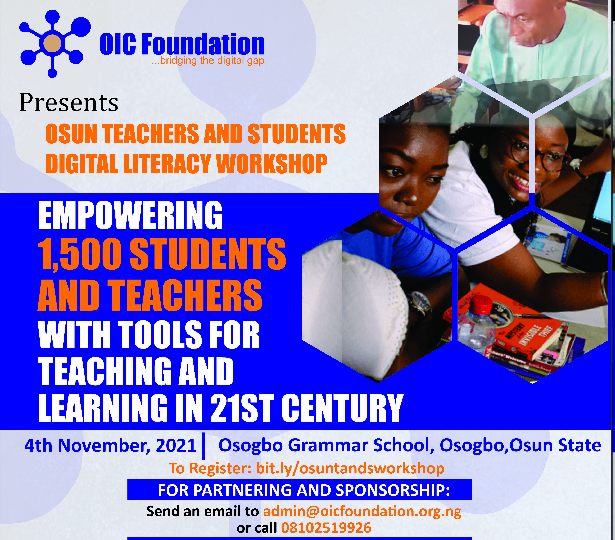 OIC Foundation
...bridging the digital gap
Presents
OSUN TEACHERS AND STUDENTS
DIGITAL LITERACY WORKSHOP
EMPOWERING
1,500 STUDENTS
AND TEACHERS
WITH TOOLS FOR
TEACHING AND
LEARNING IN 21ST CENTURY
INVISIBLE
4th November, 2021 | Osogbo Grammar School, Osogbo,Osun State
To Register: bit.ly/osuntandsworkshop
FOR PARTNERING AND SPONSORSHIP:
Send an email to admin@oicfoundation.org.ng
or call 08102519926